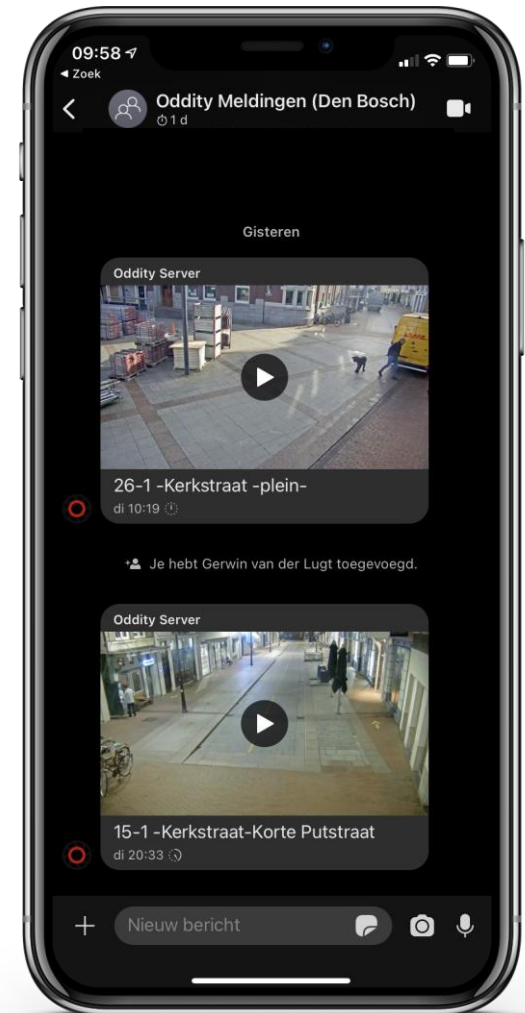 09:58
Zoek
Oddity Meldingen (Den Bosch)
1 d
Gisteren
Oddity Server
26-1 -Kerkstraat -plein-
di 10:19
Je hebt Gerwin van der Lugt toegevoegd.
Oddity Server
15-1 -Kerkstraat-Korte Putstraat
di 20:33
Nieuw bericht